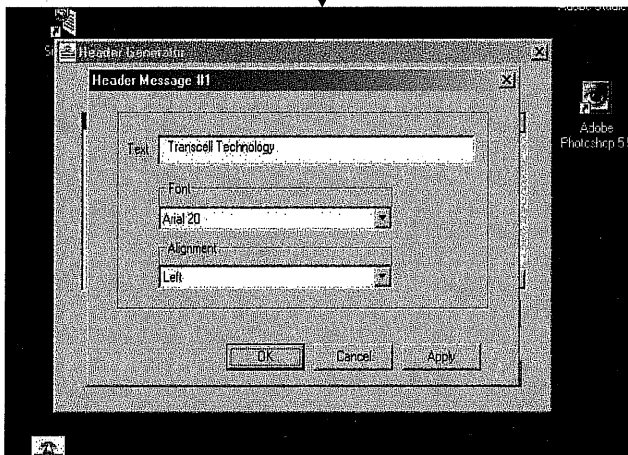 Header Generator
Header Message #1
Adobe
Photoshop 5.
Text
Transcell Technology
Font
Arial 20
Alignment
Left
OK
Cancel
Apply